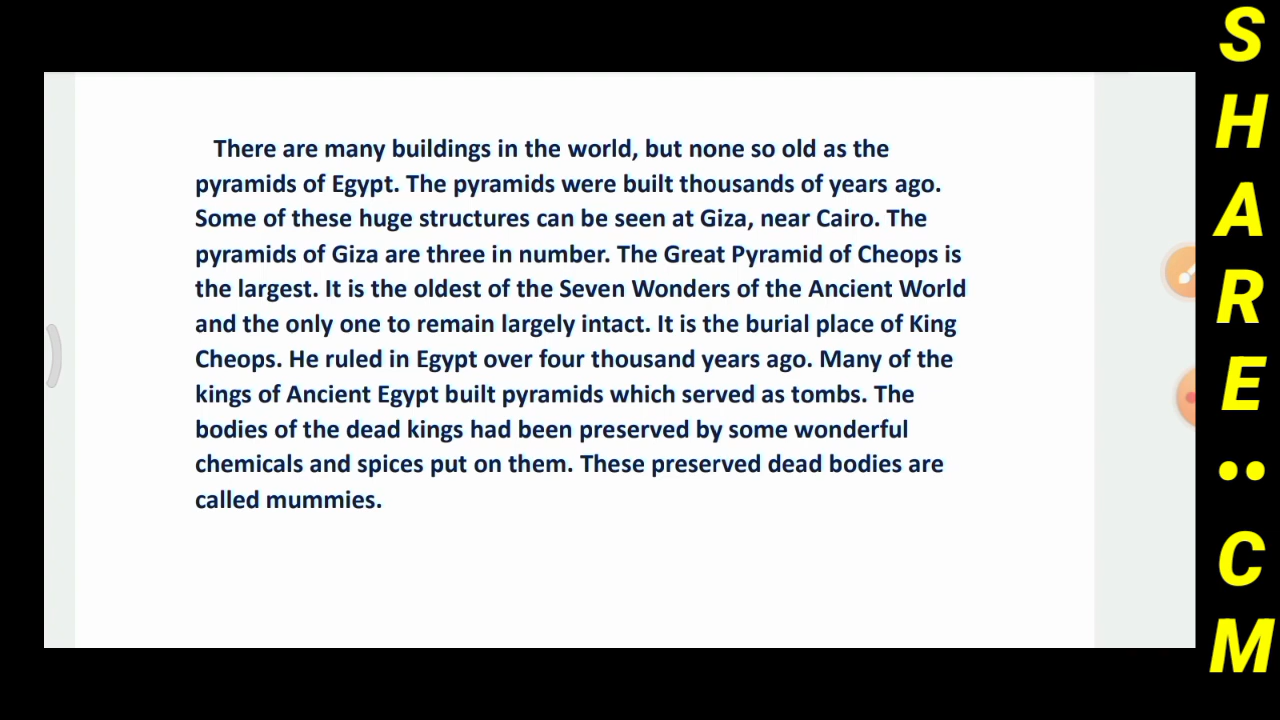 There are many buildings in the world, but none so old as the
pyramids of Egypt. The pyramids were built thousands of years ago.
Some of these huge structures can be seen at Giza, near Cairo. The
pyramids of Giza are three in number. The Great Pyramid of Cheops is
the largest. It is the oldest of the Seven Wonders of the Ancient World
and the only one to remain largely intact. It is the burial place of King
Cheops. He ruled in Egypt over four thousand years ago. Many of the
kings of Ancient Egypt built pyramids which served as tombs. The
bodies of the dead kings had been preserved by some wonderful
chemicals and spices put on them. These preserved dead bodies are
called mummies.
SHARE..CM